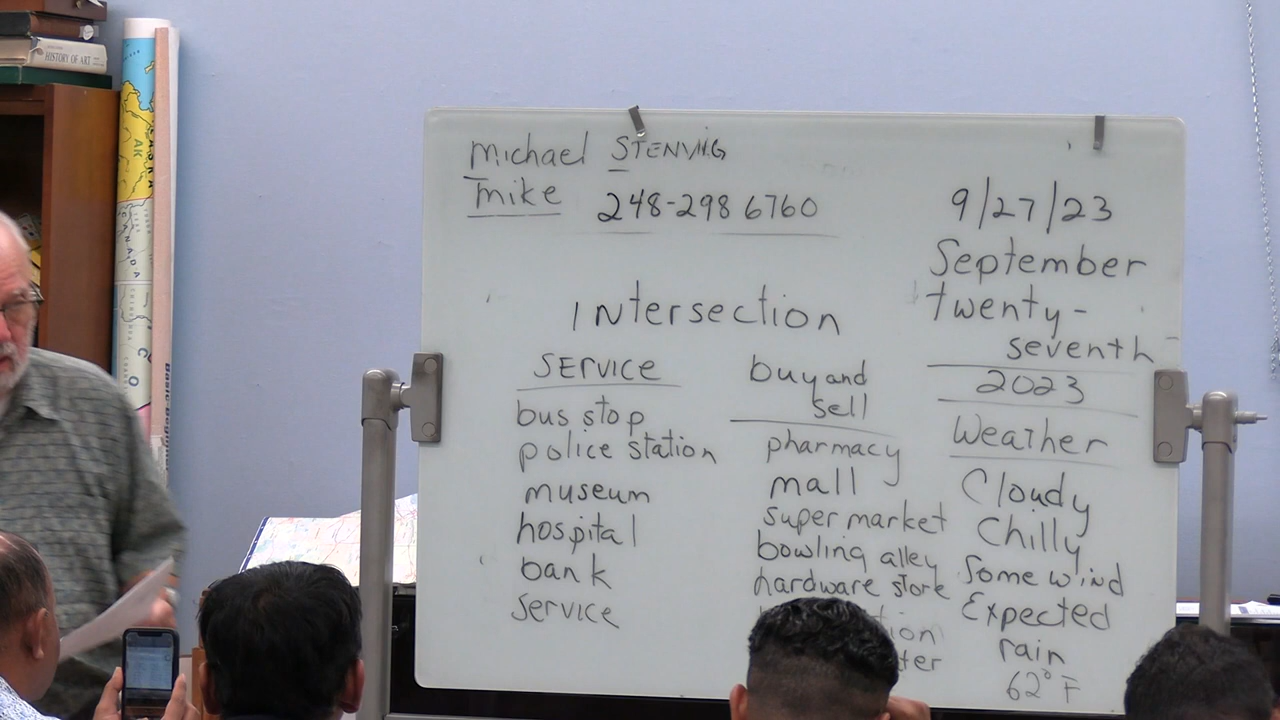 HISTORY OF ART
AK
CANADA
Michael STENVIG
Mike 248-298 6760
9/27/23
September
twenty-
seventh
2023
Intersection
SERVICE
bus stop
police station
museum
hospital
bank
service
buy and
sell
pharmacy
mall
super market
bowling alley
hardware store
Weather
Cloudy
Chilly
Some wind
Expected
rain
62° F